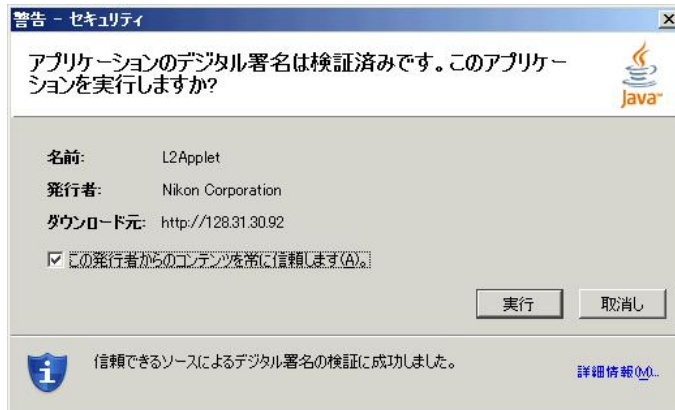 警告 - セキュリティ
アプリケーションのデジタル署名は検証済みです。このアプリケー
ションを実行しますか?
Java™
名前: L2Applet
発行者: Nikon Corporation
ダウンロード元: http://128.31.30.92
この発行者からのコンテンツを常に信頼します(A)。
実行 取消し
信頼できるソースによるデジタル署名の検証に成功しました。
詳細情報(M)...